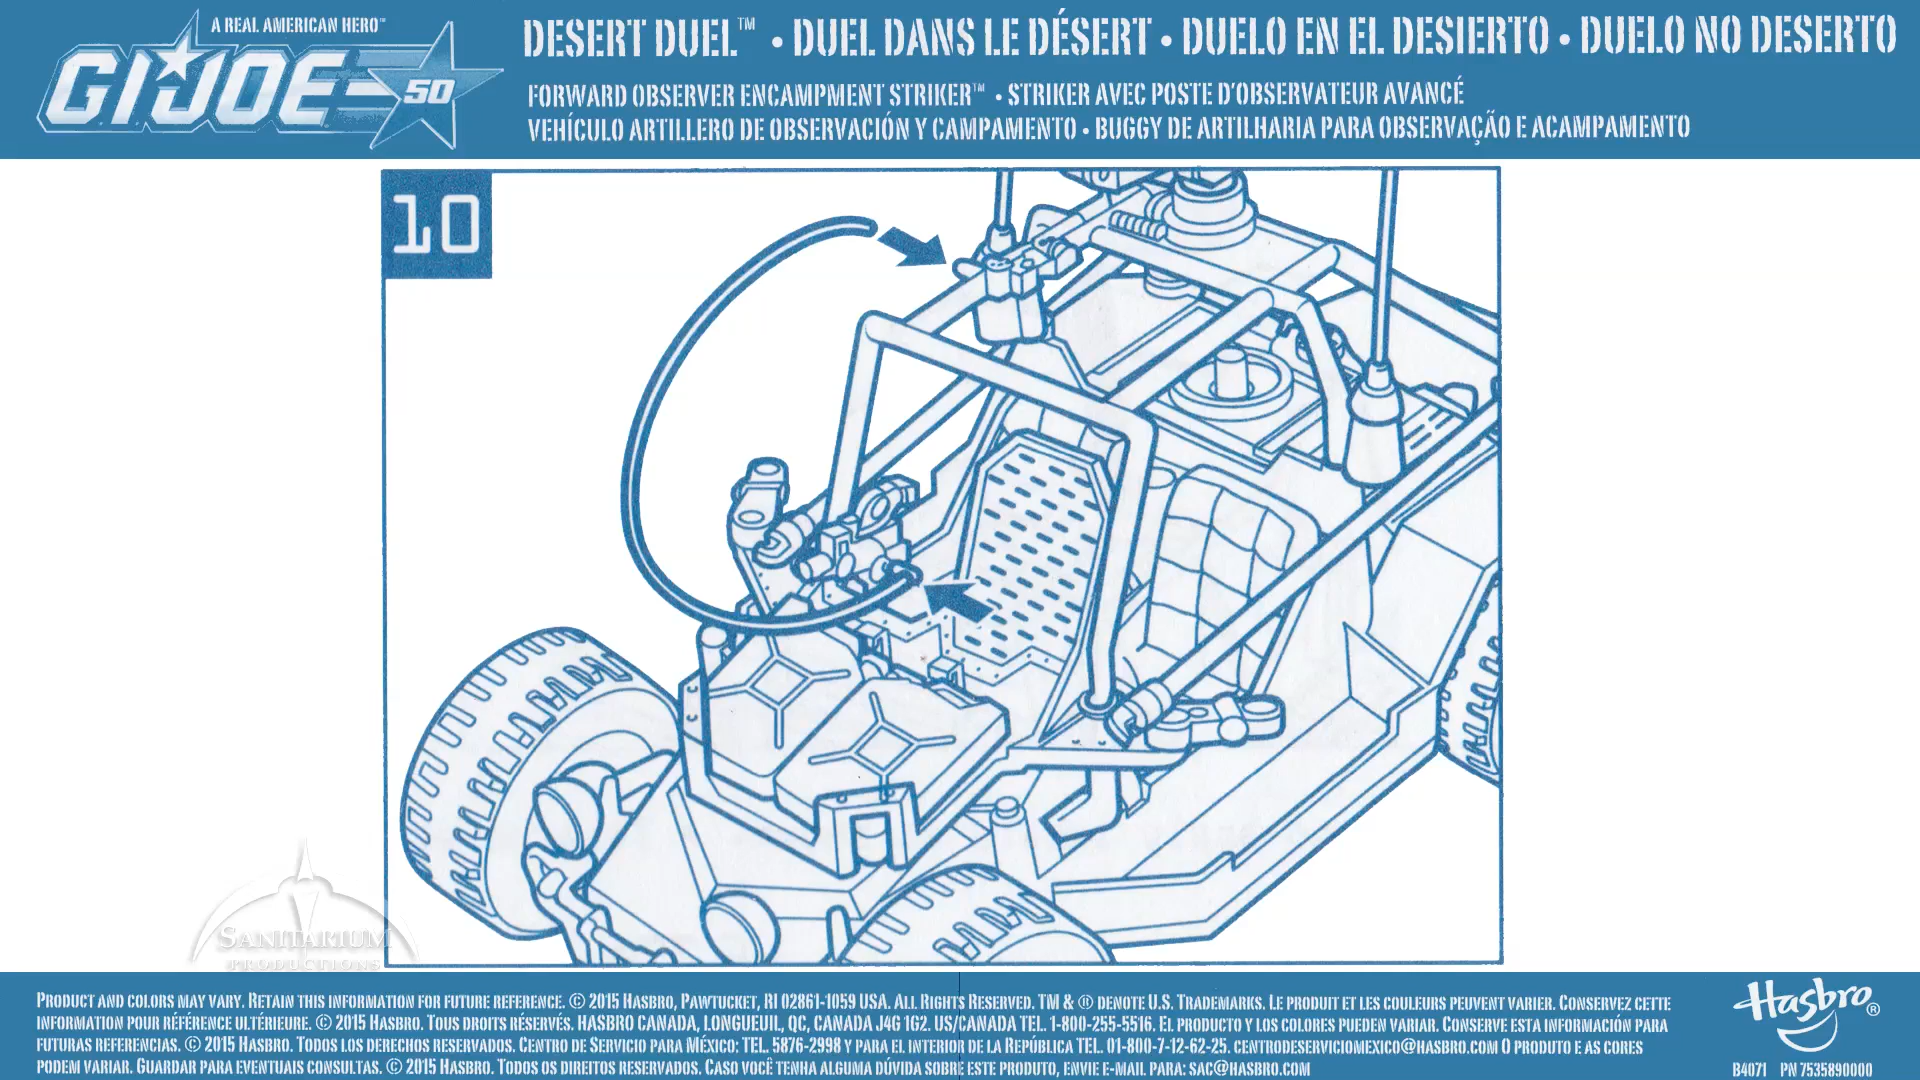 A REAL AMERICAN HERO™
GI JOE 50
DESERT DUEL™ • DUEL DANS LE DÉSERT • DUELO EN EL DESIERTO • DUELO NO DESERTO
FORWARD OBSERVER ENCAMPMENT STRIKER™ • STRIKER AVEC POSTE D'OBSERVATEUR AVANCÉ
VEHÍCULO ARTILLERO DE OBSERVACIÓN Y CAMPAMENTO • BUGGY DE ARTILHARIA PARA OBSERVAÇÃO E ACAMPAMENTO
10
SANITARIUM
PRODUCTIONS
PRODUCT AND COLORS MAY VARY. RETAIN THIS INFORMATION FOR FUTURE REFERENCE. © 2015 HASBRO, PAWTUCKET, RI 02861-1059 USA. ALL RIGHTS RESERVED. TM & ® DENOTE U.S. TRADEMARKS. LE PRODUIT ET LES COULEURS PEUVENT VARIER. CONSERVEZ CETTE
INFORMATION POUR RÉFÉRENCE ULTÉRIEURE. © 2015 HASBRO. TOUS DROITS RÉSERVÉS. HASBRO CANADA, LONGUEUIL, QC, CANADA J4G 1G2. US/CANADA TEL. 1-800-255-5516. EL PRODUCTO Y LOS COLORES PUEDEN VARIAR. CONSERVE ESTA INFORMACIÓN PARA
FUTURAS REFERENCIAS. © 2015 HASBRO. TODOS LOS DERECHOS RESERVADOS. CENTRO DE SERVICIO PARA MÉXICO: TEL. 5876-2998 Y PARA EL INTERIOR DE LA REPÚBLICA TEL. 01-800-7-12-62-25. CENTRODESERVICIOMEXICO@HASBRO.COM O PRODUTO E AS CORES
PODEM VARIAR. GUARDAR PARA EVENTUAIS CONSULTAS. © 2015 HASBRO. TODOS OS DIREITOS RESERVADOS. CASO VOCÊ TENHA ALGUMA DÚVIDA SOBRE ESTE PRODUTO, ENVIE E-MAIL PARA: SAC@HASBRO.COM
Hasbro®
B4071 PN 7535890000